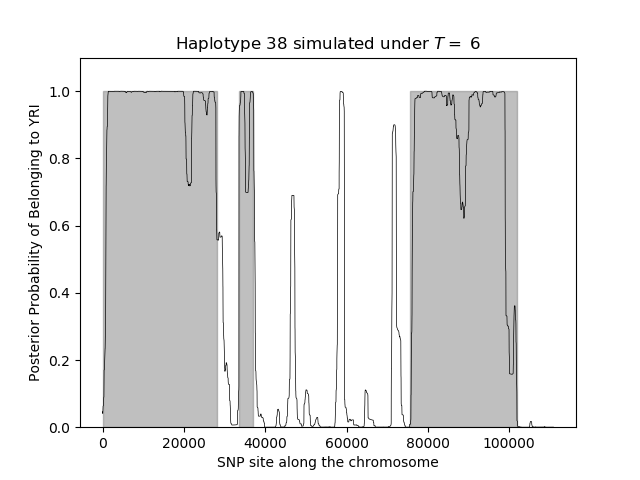 Haplotype 38 simulated under T = 6
Posterior Probability of Belonging to YRI
1.0
0.8
0.6
0.4
0.2
0.0
0 20000 40000 60000 80000 100000
SNP site along the chromosome